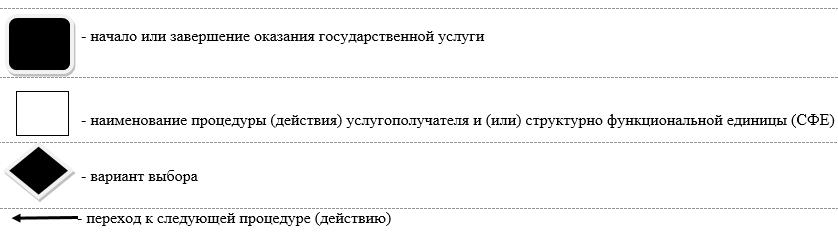 - начало или завершение оказания государственной услуги
- наименование процедуры (действия) услугополучателя и (или) структурно функциональной единицы (СФЕ)
- вариант выбора
- переход к следующей процедуре (действию)